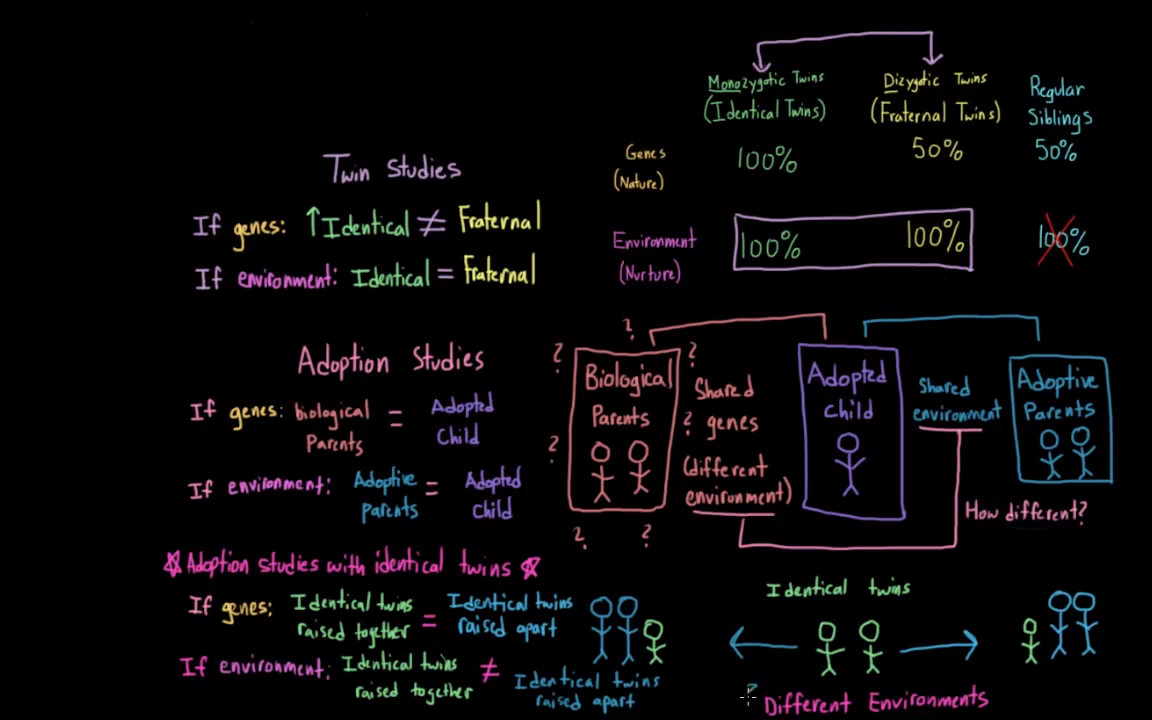 Monozygotic Twins
(Identical Twins)
Dizygotic Twins
(Fraternal Twins)
Regular
Siblings
Genes
(Nature)
100%
50%
50%
Environment
(Nurture)
100%
100%
100%
Twin Studies
If genes: ↑Identical ≠ Fraternal
If environment: Identical = Fraternal
Adoption Studies
If genes: biological Parents = Adopted Child
If environment: Adoptive parents = Adopted Child
?
?
?
?
?
?
?
Biological
Parents
Shared
genes
(different
environment)
Adopted
Child
Shared
environment
Adoptive
Parents
How different?
☆Adoption studies with identical twins☆
If genes: Identical twins raised together = Identical twins raised apart
If environment: Identical twins raised together ≠ Identical twins raised apart
Identical twins
?
Different Environments